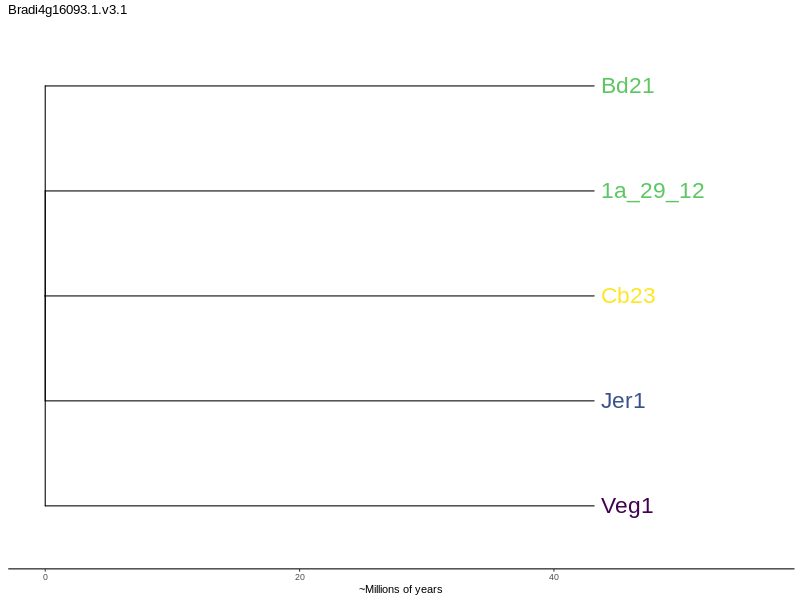 Bradi4g16093.1.v3.1
Bd21
1a_29_12
Cb23
Jer1
Veg1
0 20 40
~Millions of years